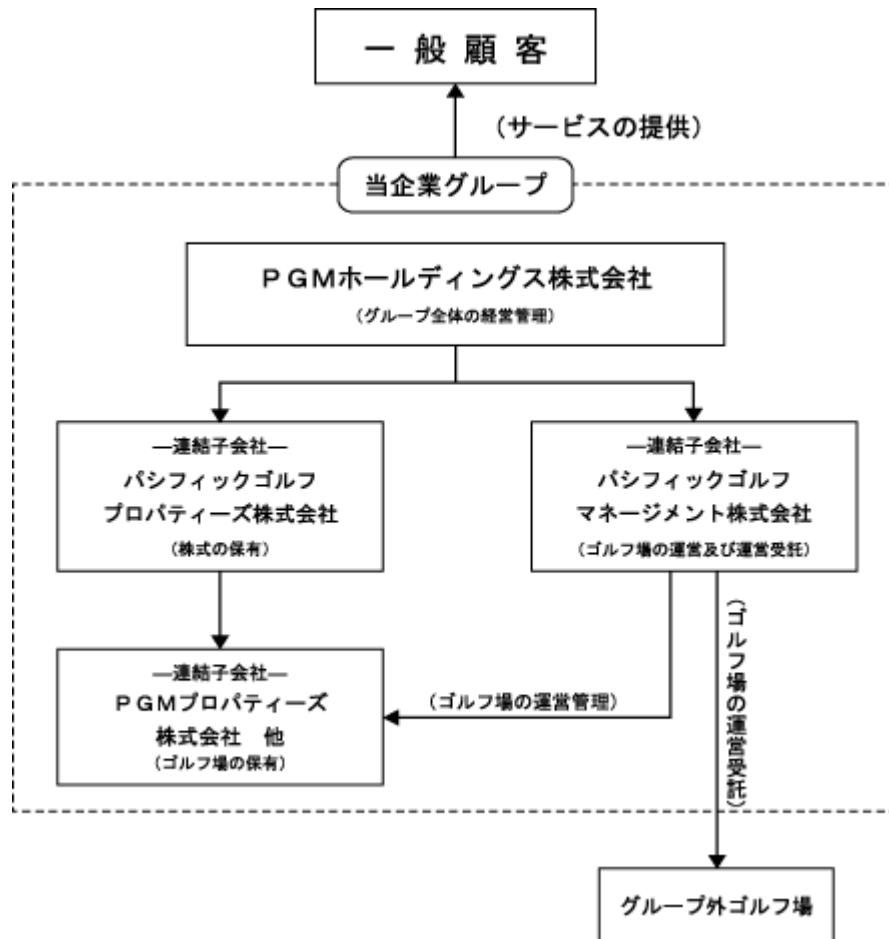 一般顧客
（サービスの提供）
当企業グループ
ＰＧＭホールディングス株式会社
（グループ全体の経営管理）
―連結子会社―
パシフィックゴルフ
プロパティーズ株式会社
（株式の保有）
―連結子会社―
パシフィックゴルフ
マネージメント株式会社
（ゴルフ場の運営及び運営受託）
―連結子会社―
ＰＧＭプロパティーズ
株式会社　他
（ゴルフ場の保有）
（ゴルフ場の運営管理）
（ゴルフ場の運営受託）
グループ外ゴルフ場